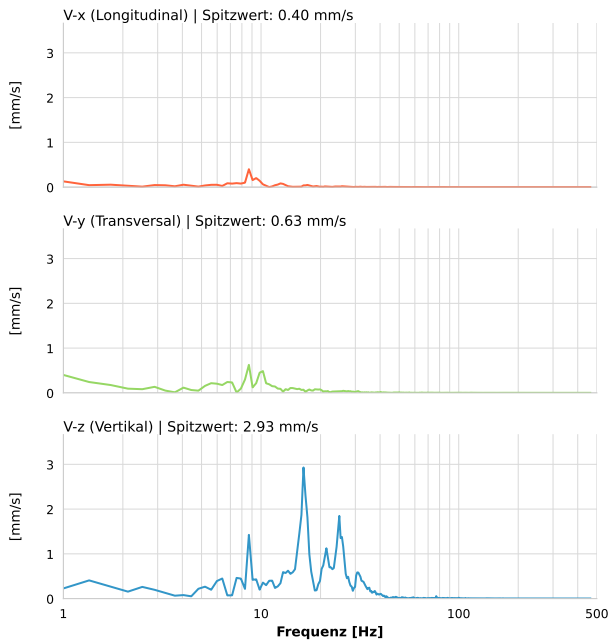 V-x (Longitudinal) | Spitzwert: 0.40 mm/s
3
2
1
0
[mm/s]
V-y (Transversal) | Spitzwert: 0.63 mm/s
3
2
1
0
[mm/s]
V-z (Vertikal) | Spitzwert: 2.93 mm/s
3
2
1
0
[mm/s]
1 10 100 500
Frequenz [Hz]